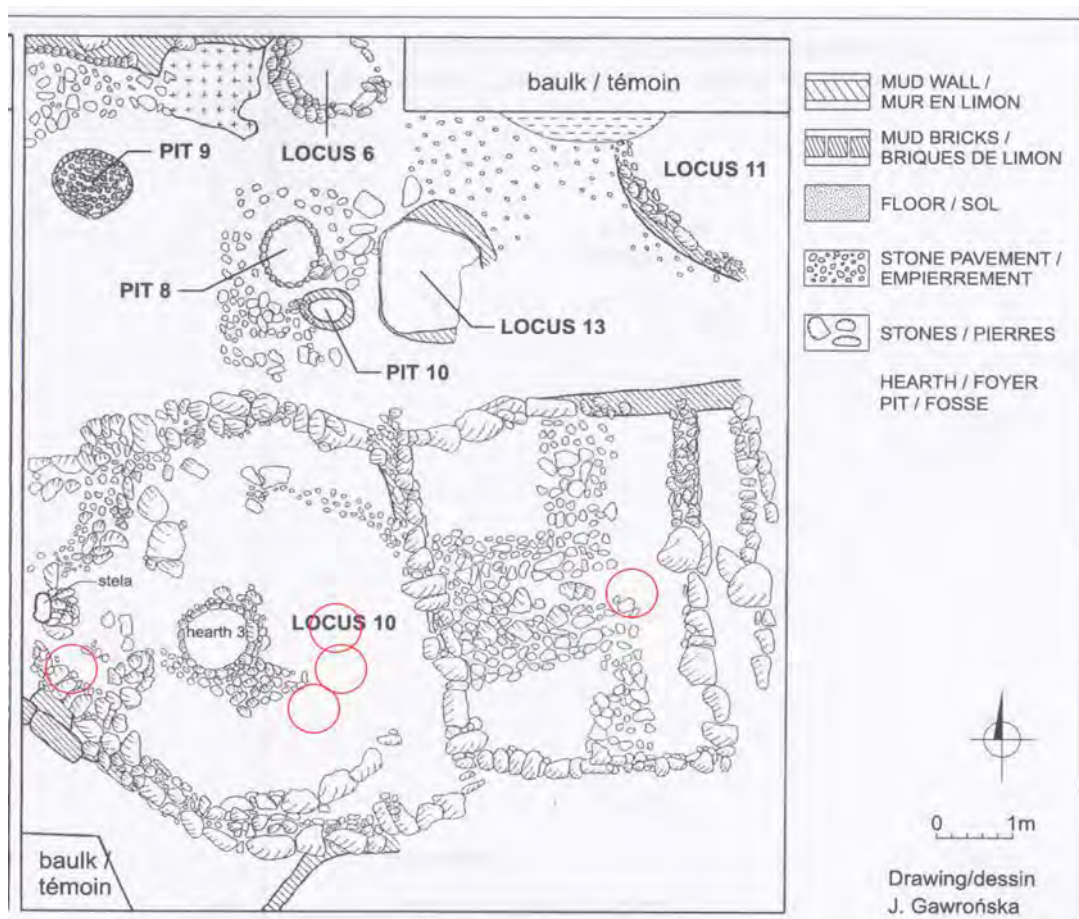 baulk / témoin
LOCUS 6
LOCUS 11
PIT 9
PIT 8
LOCUS 13
PIT 10
stela
hearth 3
LOCUS 10
baulk /
témoin
MUD WALL /
MUR EN LIMON
MUD BRICKS /
BRIQUES DE LIMON
FLOOR / SOL
STONE PAVEMENT /
EMPIERREMENT
STONES / PIERRES
HEARTH / FOYER
PIT / FOSSE
0 1m
Drawing/dessin
J. Gawrońska